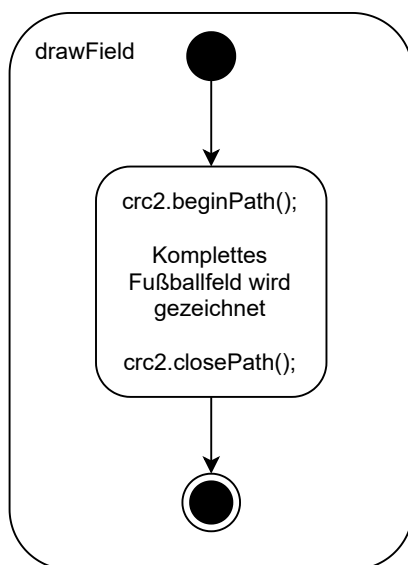 drawField
crc2.beginPath();
Komplettes
Fußballfeld wird
gezeichnet
crc2.closePath();